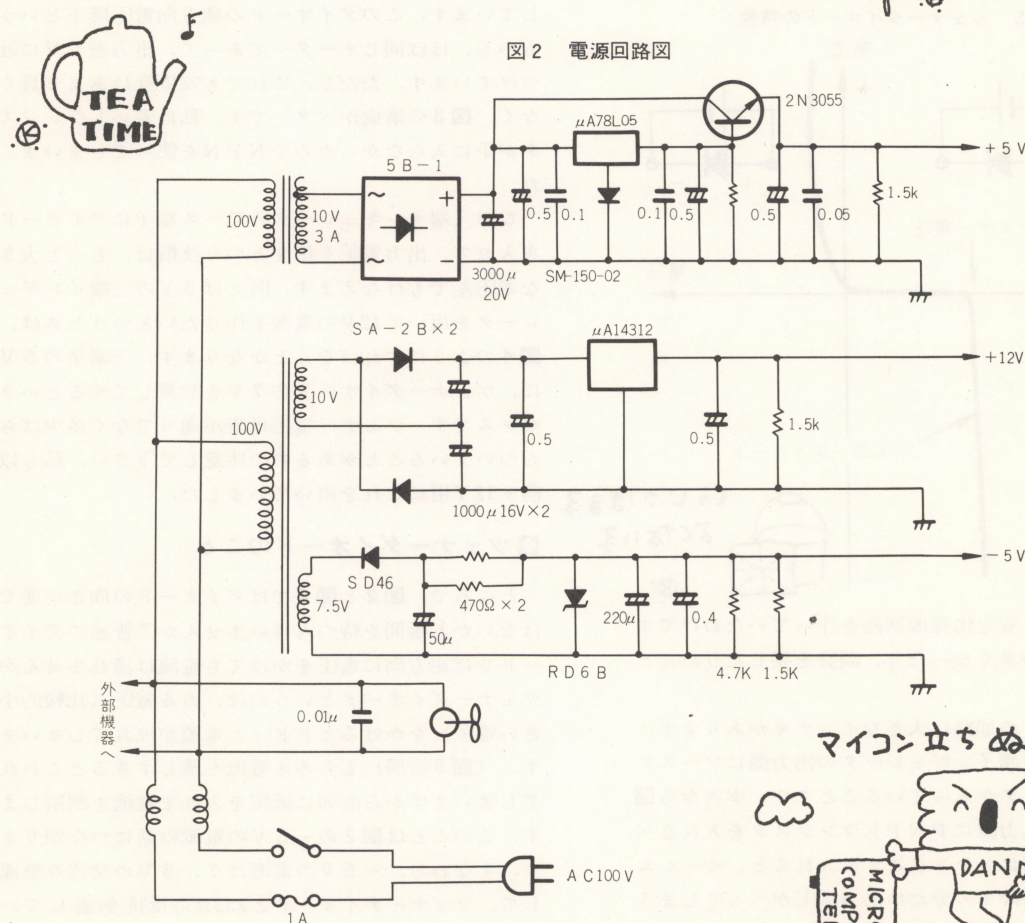 図2 電源回路図
TEA
TIME
2N3055
μA78L05
+5V
5B-1
~
+
100V
10V
3A
0.5
0.1
0.1
0.5
0.5
0.05
1.5k
~
-
3000μ
20V
SM-150-02
SA-2B×2
μA14312
+12V
10V
100V
0.5
0.5
1.5k
1000μ16V×2
-5V
SD46
7.5V
470Ω×2
50μ
220μ
0.4
RD6B
4.7K
1.5K
外部機器へ
0.01μ
マイコン立ち
AC100V
1A
DAN
MICR
COMP
TE